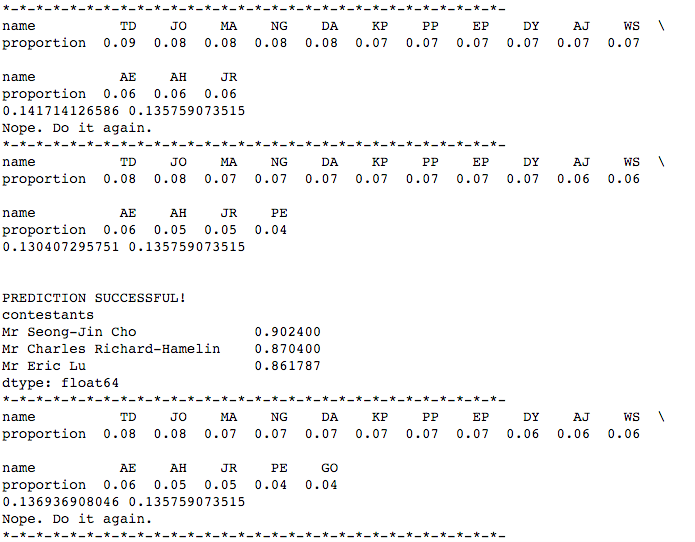 *-*-*-*-*-*-*-*-*-*-*-*-*-*-*-*-*-*-*-*-*-*-*-*-*-*-*-*-*-*-
name TD JO MA NG DA KP PP EP DY AJ WS \
proportion 0.09 0.08 0.08 0.08 0.08 0.07 0.07 0.07 0.07 0.07 0.07
name AE AH JR
proportion 0.06 0.06 0.06
0.141714126586 0.135759073515
Nope. Do it again.
*-*-*-*-*-*-*-*-*-*-*-*-*-*-*-*-*-*-*-*-*-*-*-*-*-*-*-*-*-*-
name TD JO MA NG DA KP PP EP DY AJ WS \
proportion 0.08 0.08 0.07 0.07 0.07 0.07 0.07 0.07 0.07 0.06 0.06
name AE AH JR PE
proportion 0.06 0.05 0.05 0.04
0.130407295751 0.135759073515
PREDICTION SUCCESSFUL!
contestants
Mr Seong-Jin Cho 0.902400
Mr Charles Richard-Hamelin 0.870400
Mr Eric Lu 0.861787
dtype: float64
*-*-*-*-*-*-*-*-*-*-*-*-*-*-*-*-*-*-*-*-*-*-*-*-*-*-*-*-*-*-
name TD JO MA NG DA KP PP EP DY AJ WS \
proportion 0.08 0.08 0.07 0.07 0.07 0.07 0.07 0.07 0.06 0.06 0.06
name AE AH JR PE GO
proportion 0.06 0.05 0.05 0.04 0.04
0.136936908046 0.135759073515
Nope. Do it again.
*-*-*-*-*-*-*-*-*-*-*-*-*-*-*-*-*-*-*-*-*-*-*-*-*-*-*-*-*-*-